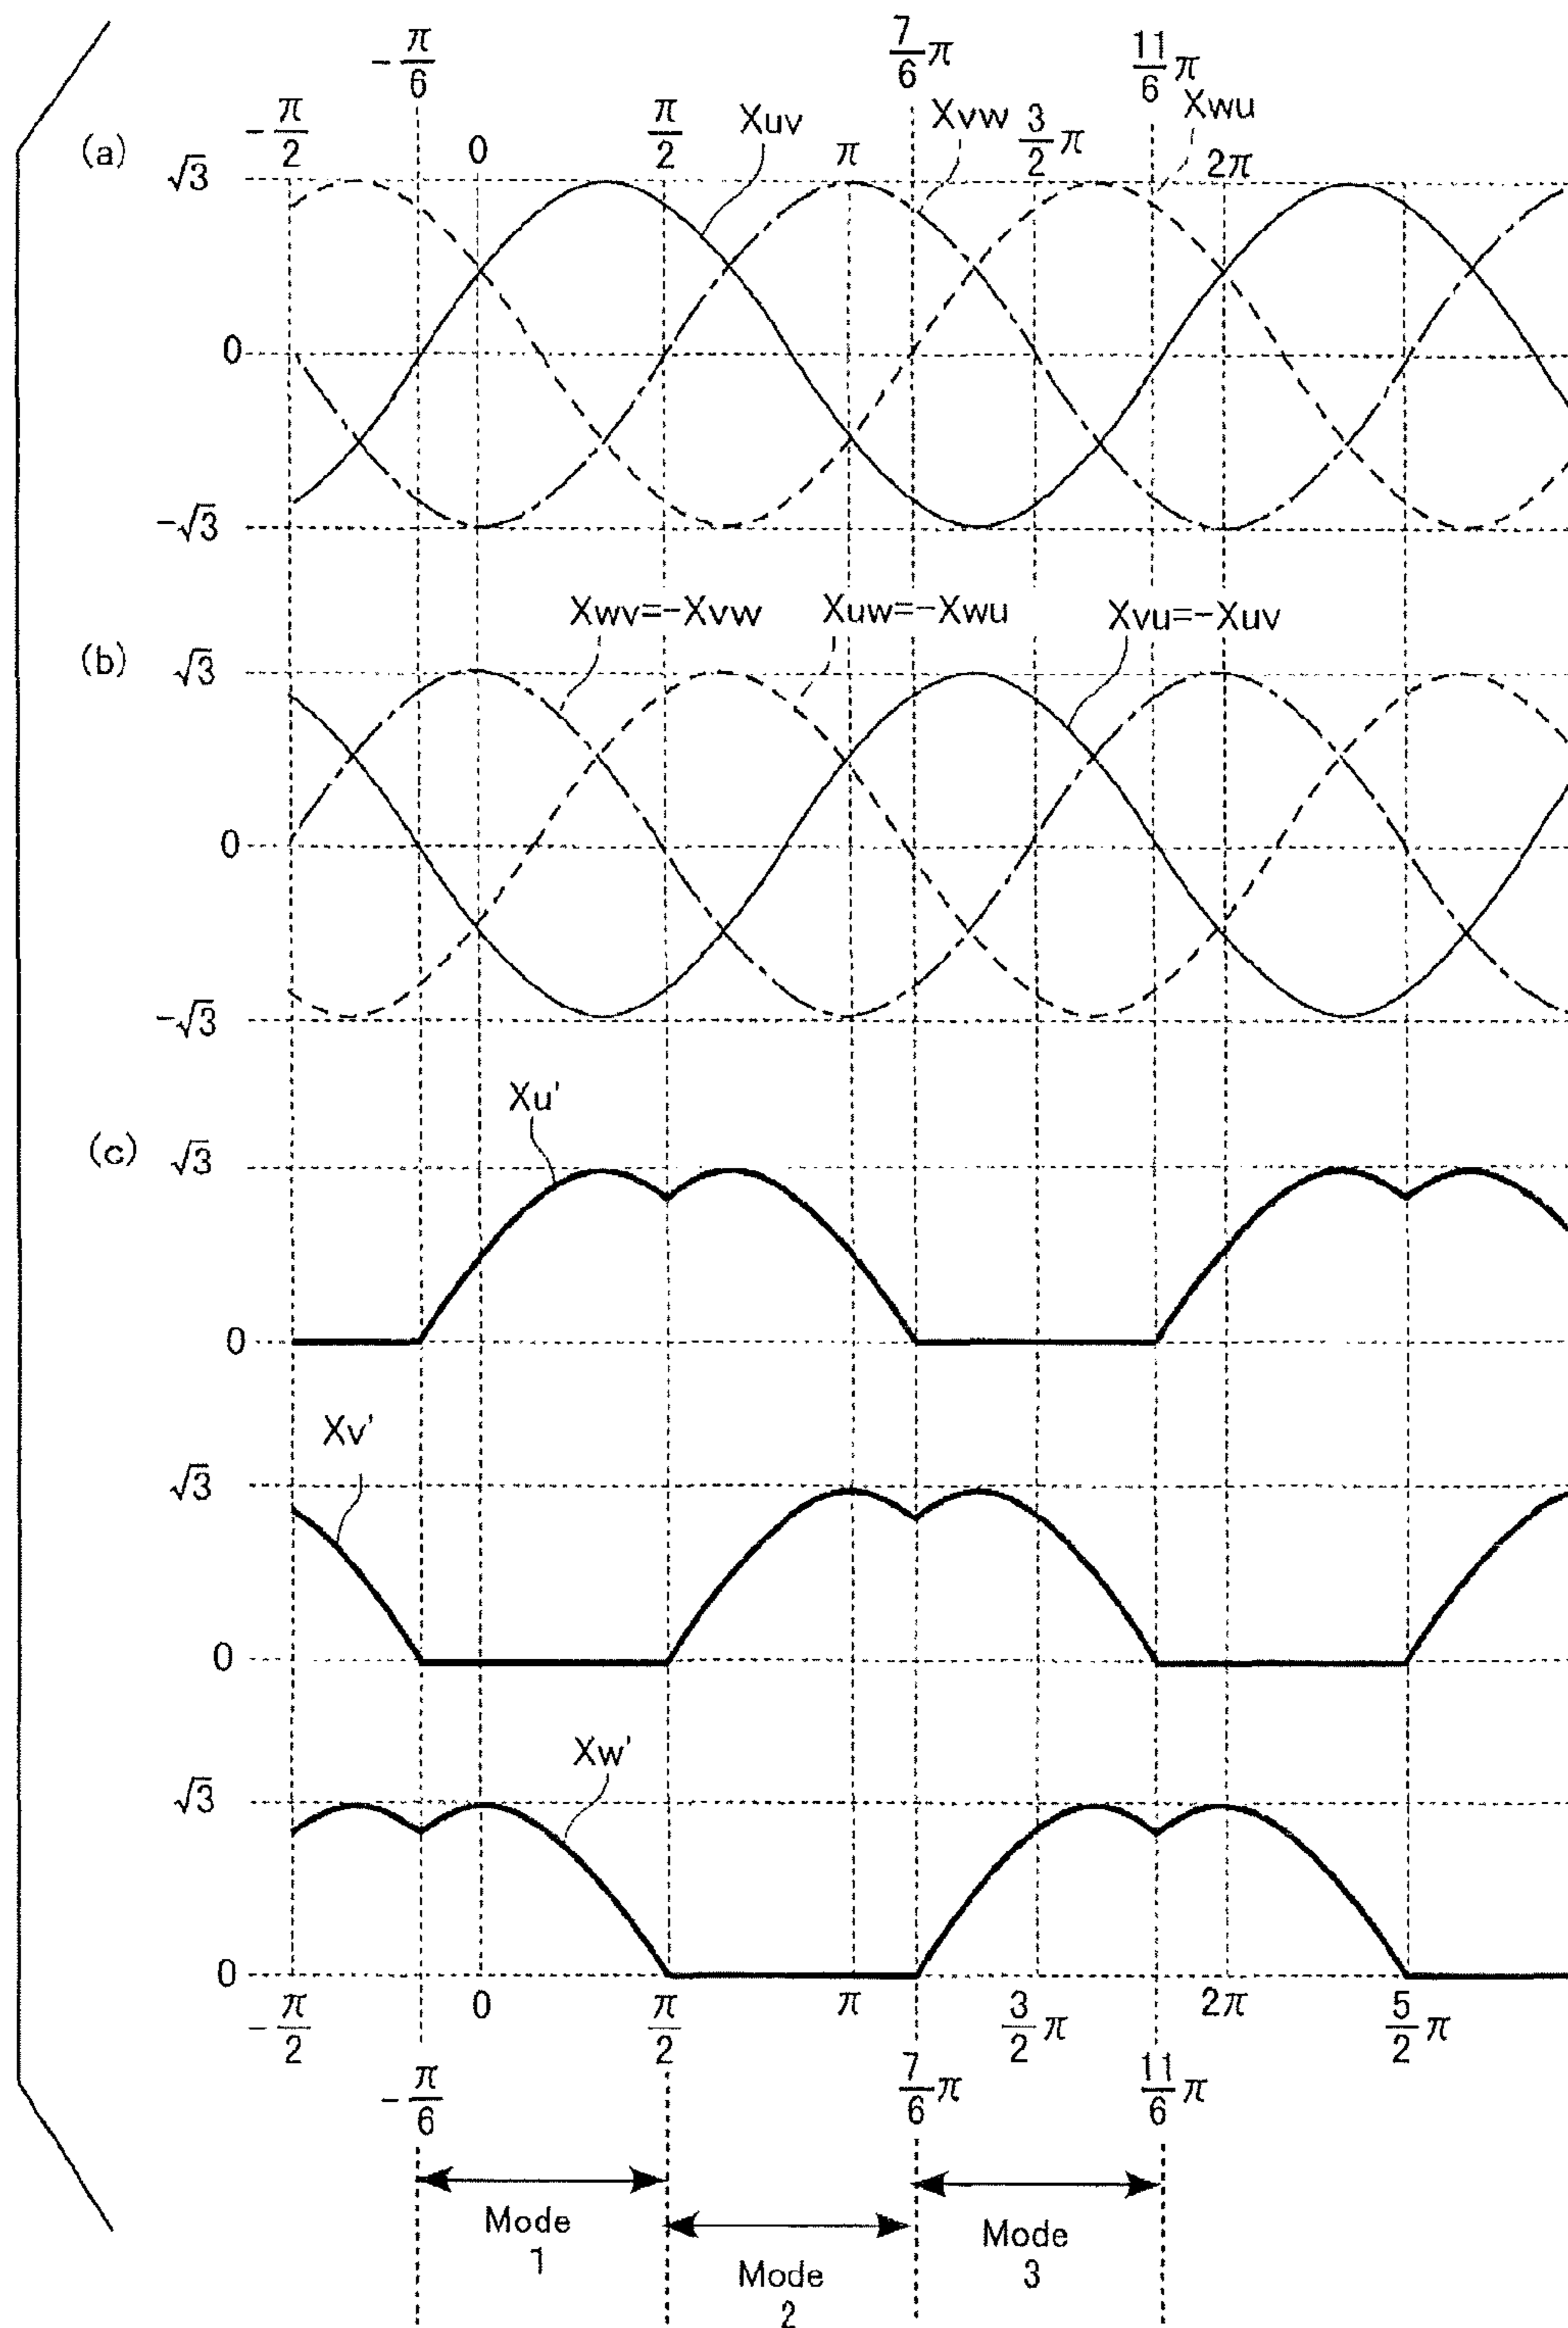 -π/6 7/6π 11/6π
(a) -π/2 0 π/2 Xuv π Xvw 3/2π Xwu 2π
√3
0
-√3
Xwv=-Xvw Xuw=-Xwu Xvu=-Xuv
(b) √3
0
-√3
Xu'
(c) √3
0
Xv'
√3
0
Xw'
√3
0
-π/2 0 π/2 π 3/2π 2π 5/2π
-π/6 7/6π 11/6π
Mode
1
Mode
2
Mode
3